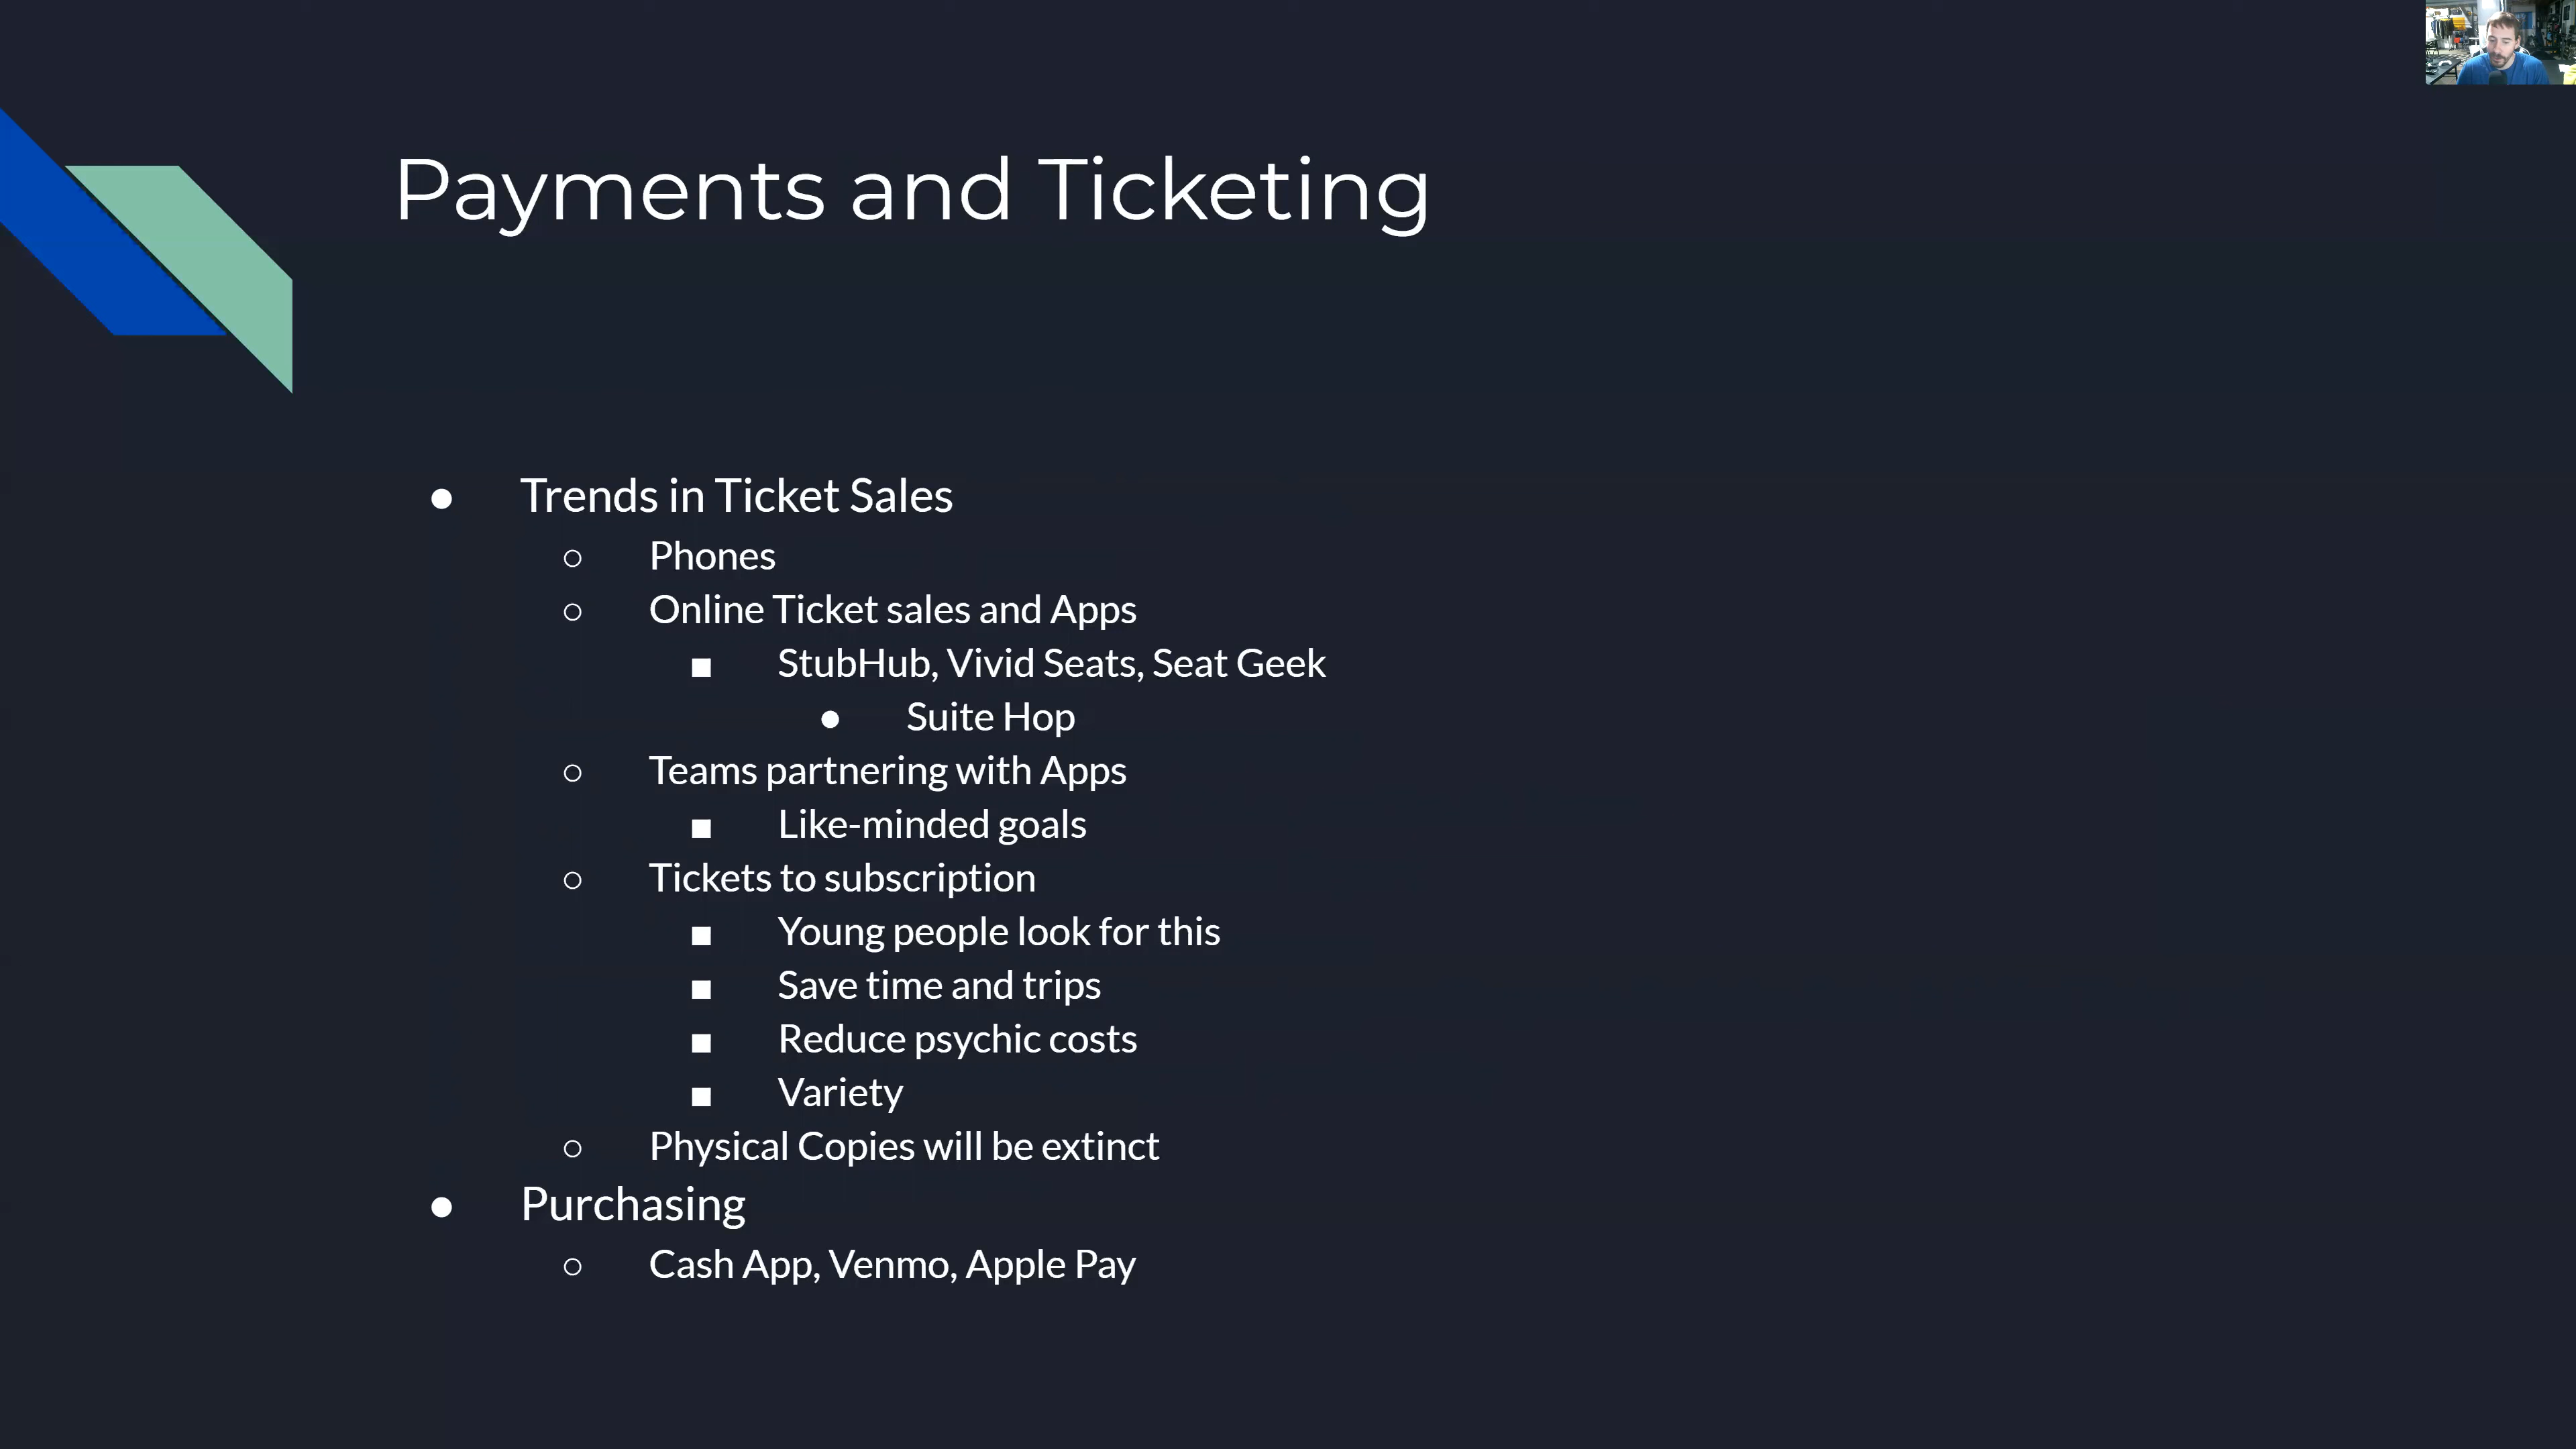 Payments and Ticketing
● Trends in Ticket Sales
○ Phones
○ Online Ticket sales and Apps
■ StubHub, Vivid Seats, Seat Geek
● Suite Hop
○ Teams partnering with Apps
■ Like-minded goals
○ Tickets to subscription
■ Young people look for this
■ Save time and trips
■ Reduce psychic costs
■ Variety
○ Physical Copies will be extinct
● Purchasing
○ Cash App, Venmo, Apple Pay